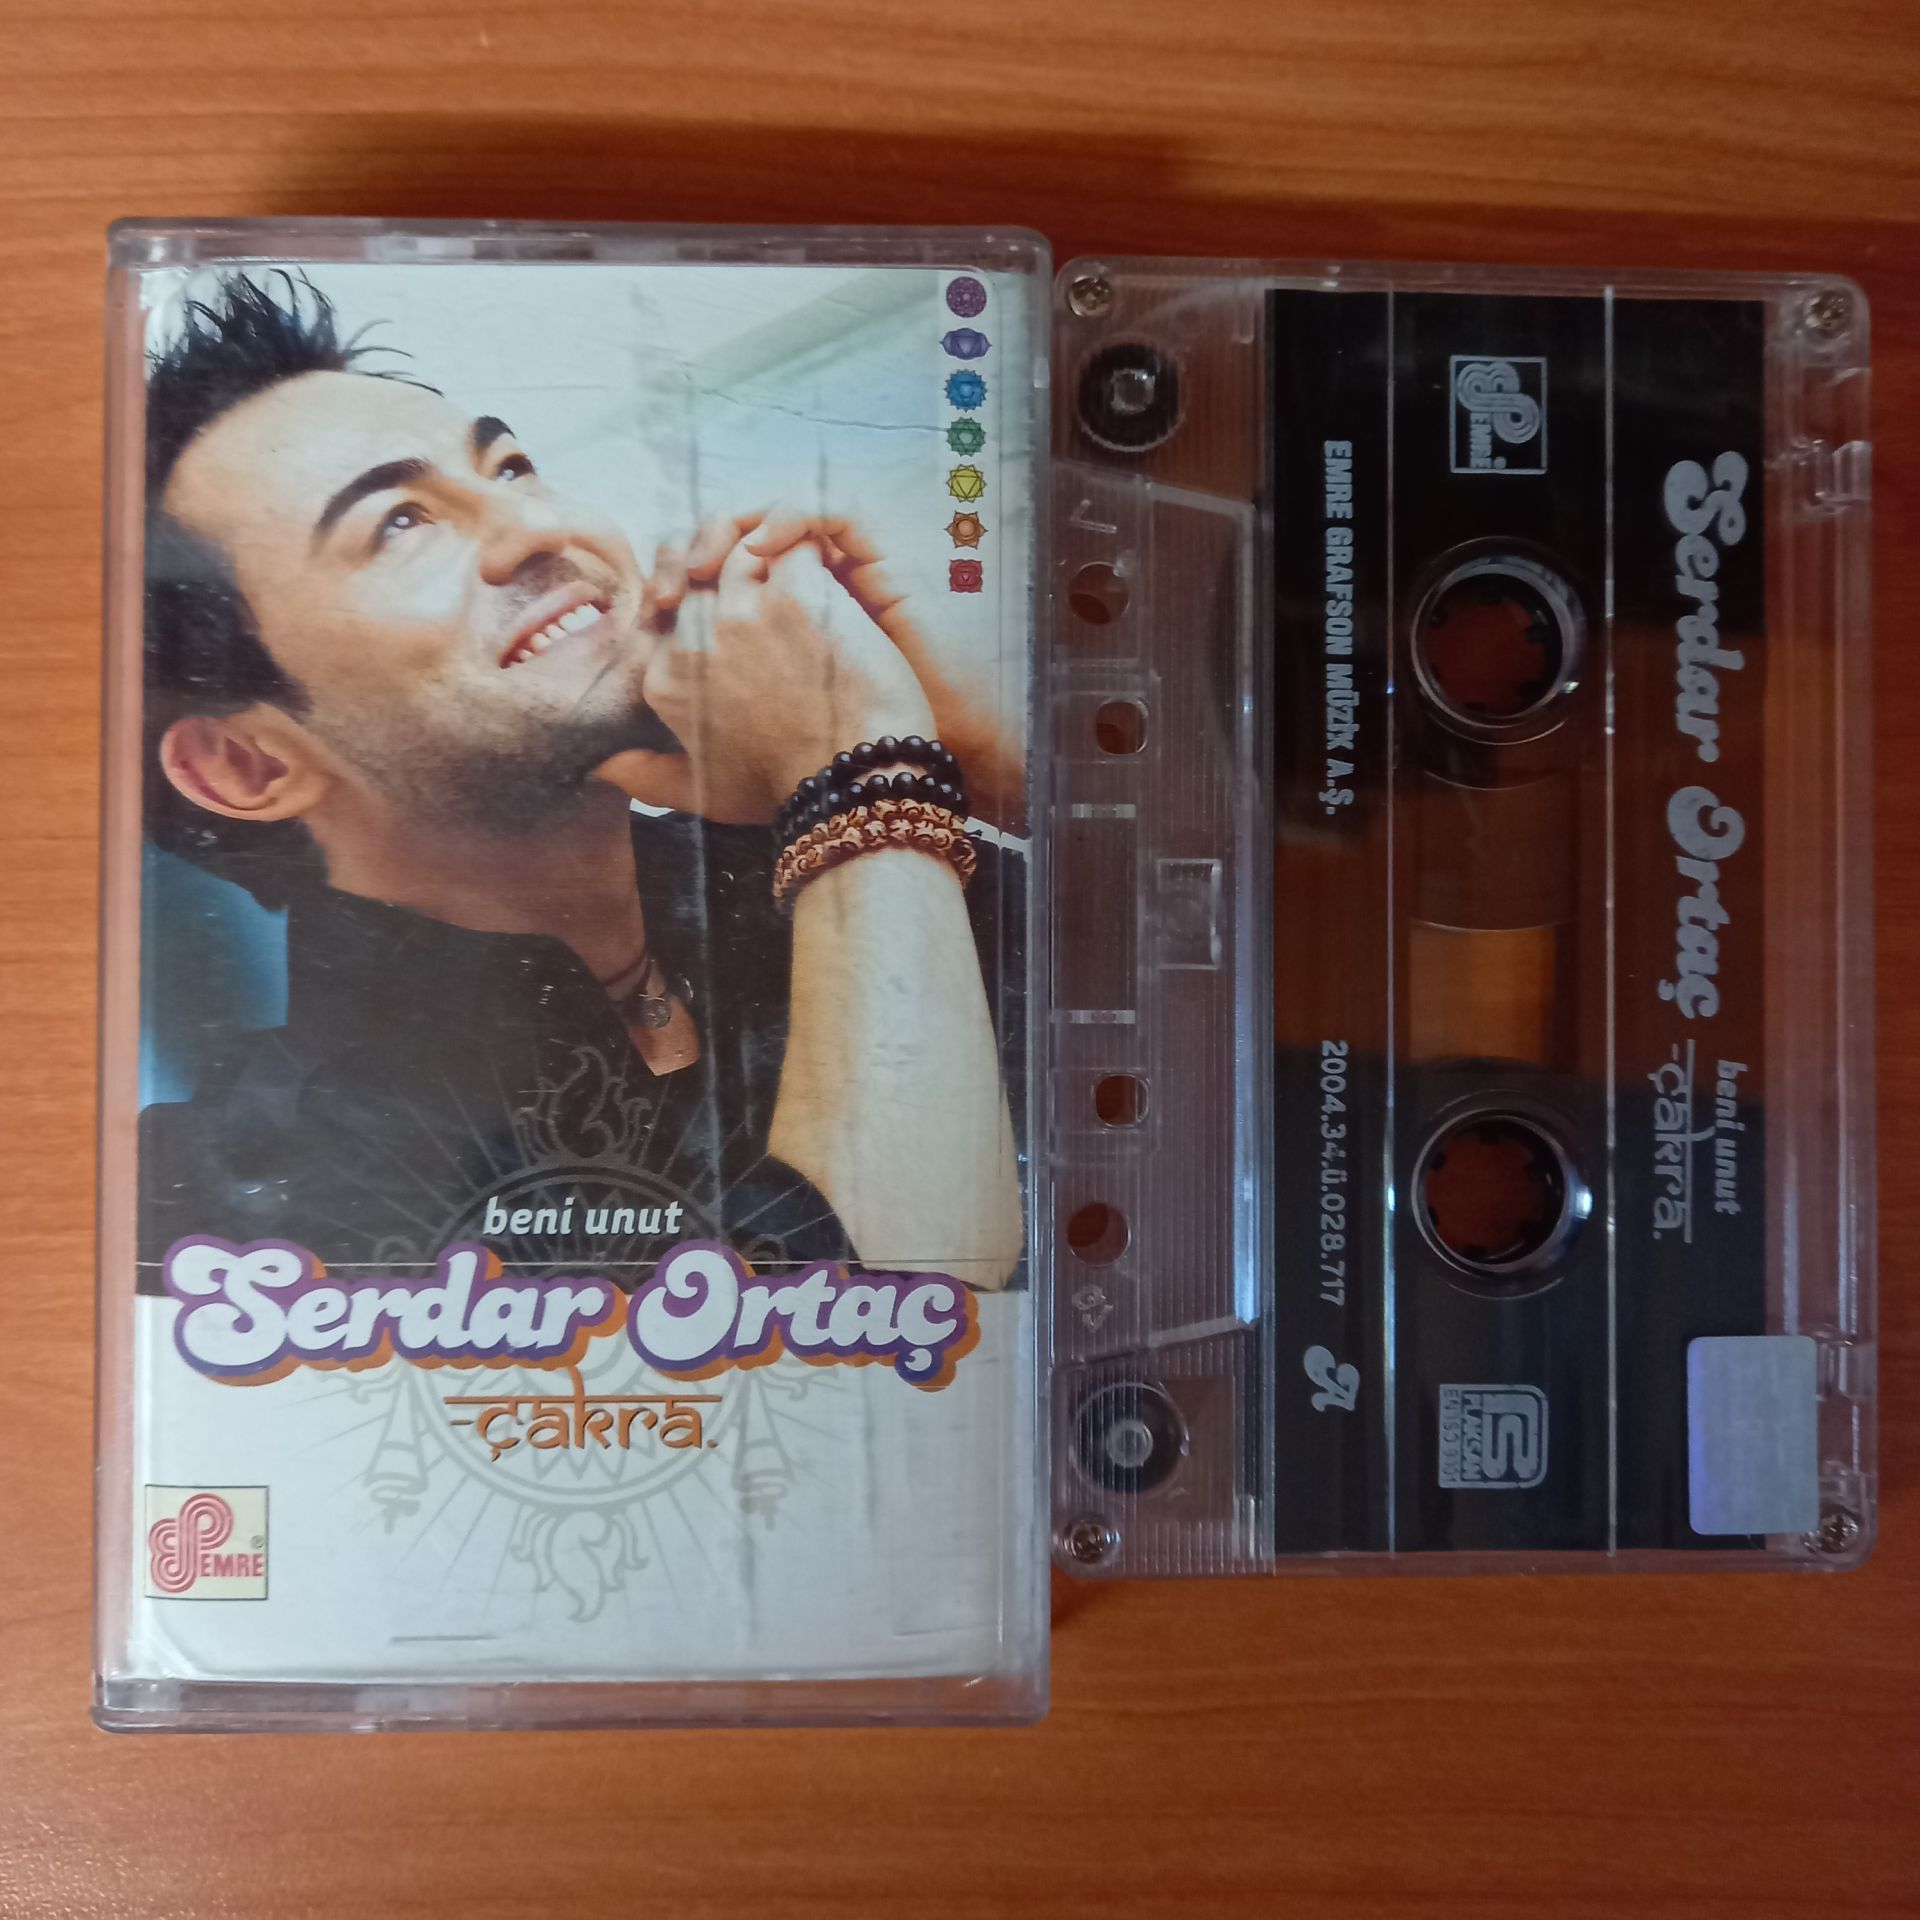 beni unut
Serdar Ortaç
çakra.
EMRE
Serdar Ortaç
beni unut
çakra.
EMRE
EMRE GRAFSON MÜZİK A.Ş.
2004.34.ü.028.717
A
PLAKSAN